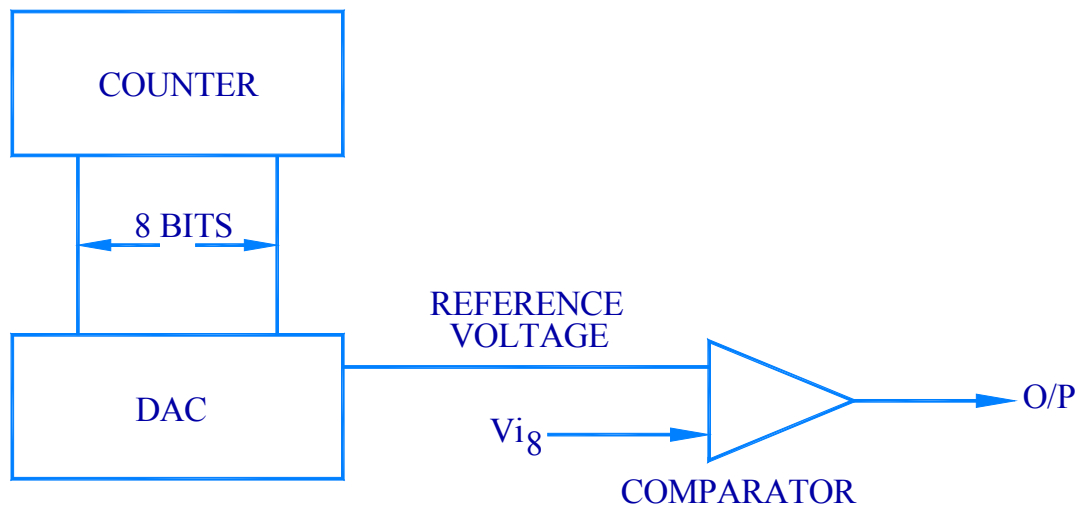 COUNTER
8 BITS
REFERENCE
VOLTAGE
DAC
O/P
Vi8
COMPARATOR